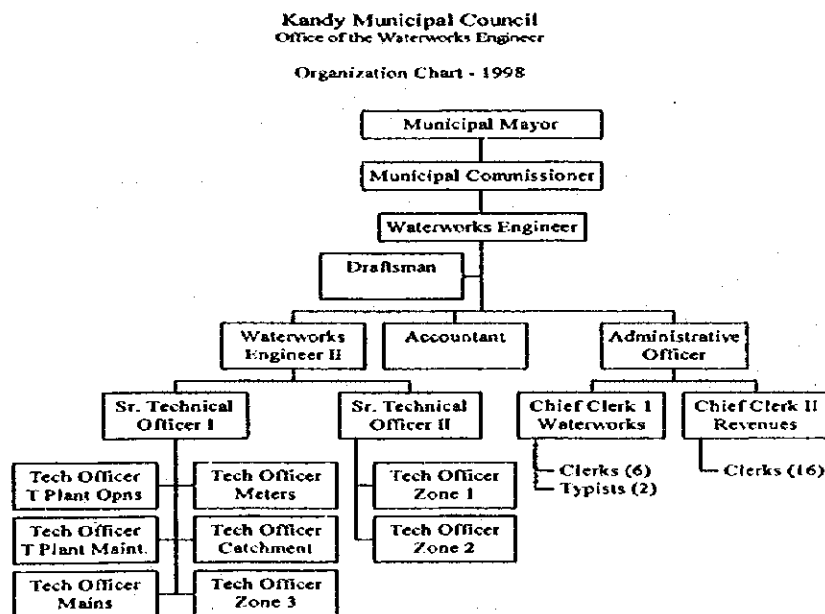 Kandy Municipal Council
Office of the Waterworks Engineer
Organization Chart - 1998
Municipal Mayor
Municipal Commissioner
Waterworks Engineer
Draftsman
Waterworks
Engineer II
Accountant
Administrative
Officer
Sr. Technical
Officer I
Sr. Technical
Officer II
Chief Clerk 1
Waterworks
Chief Clerk II
Revenues
Tech Officer
T Plant Opns
Tech Officer
Meters
Tech Officer
Zone 1
Clerks (6)
Typists (2)
Clerks (16)
Tech Officer
T Plant Maint.
Tech Officer
Catchment
Tech Officer
Zone 2
Tech Officer
Mains
Tech Officer
Zone 3